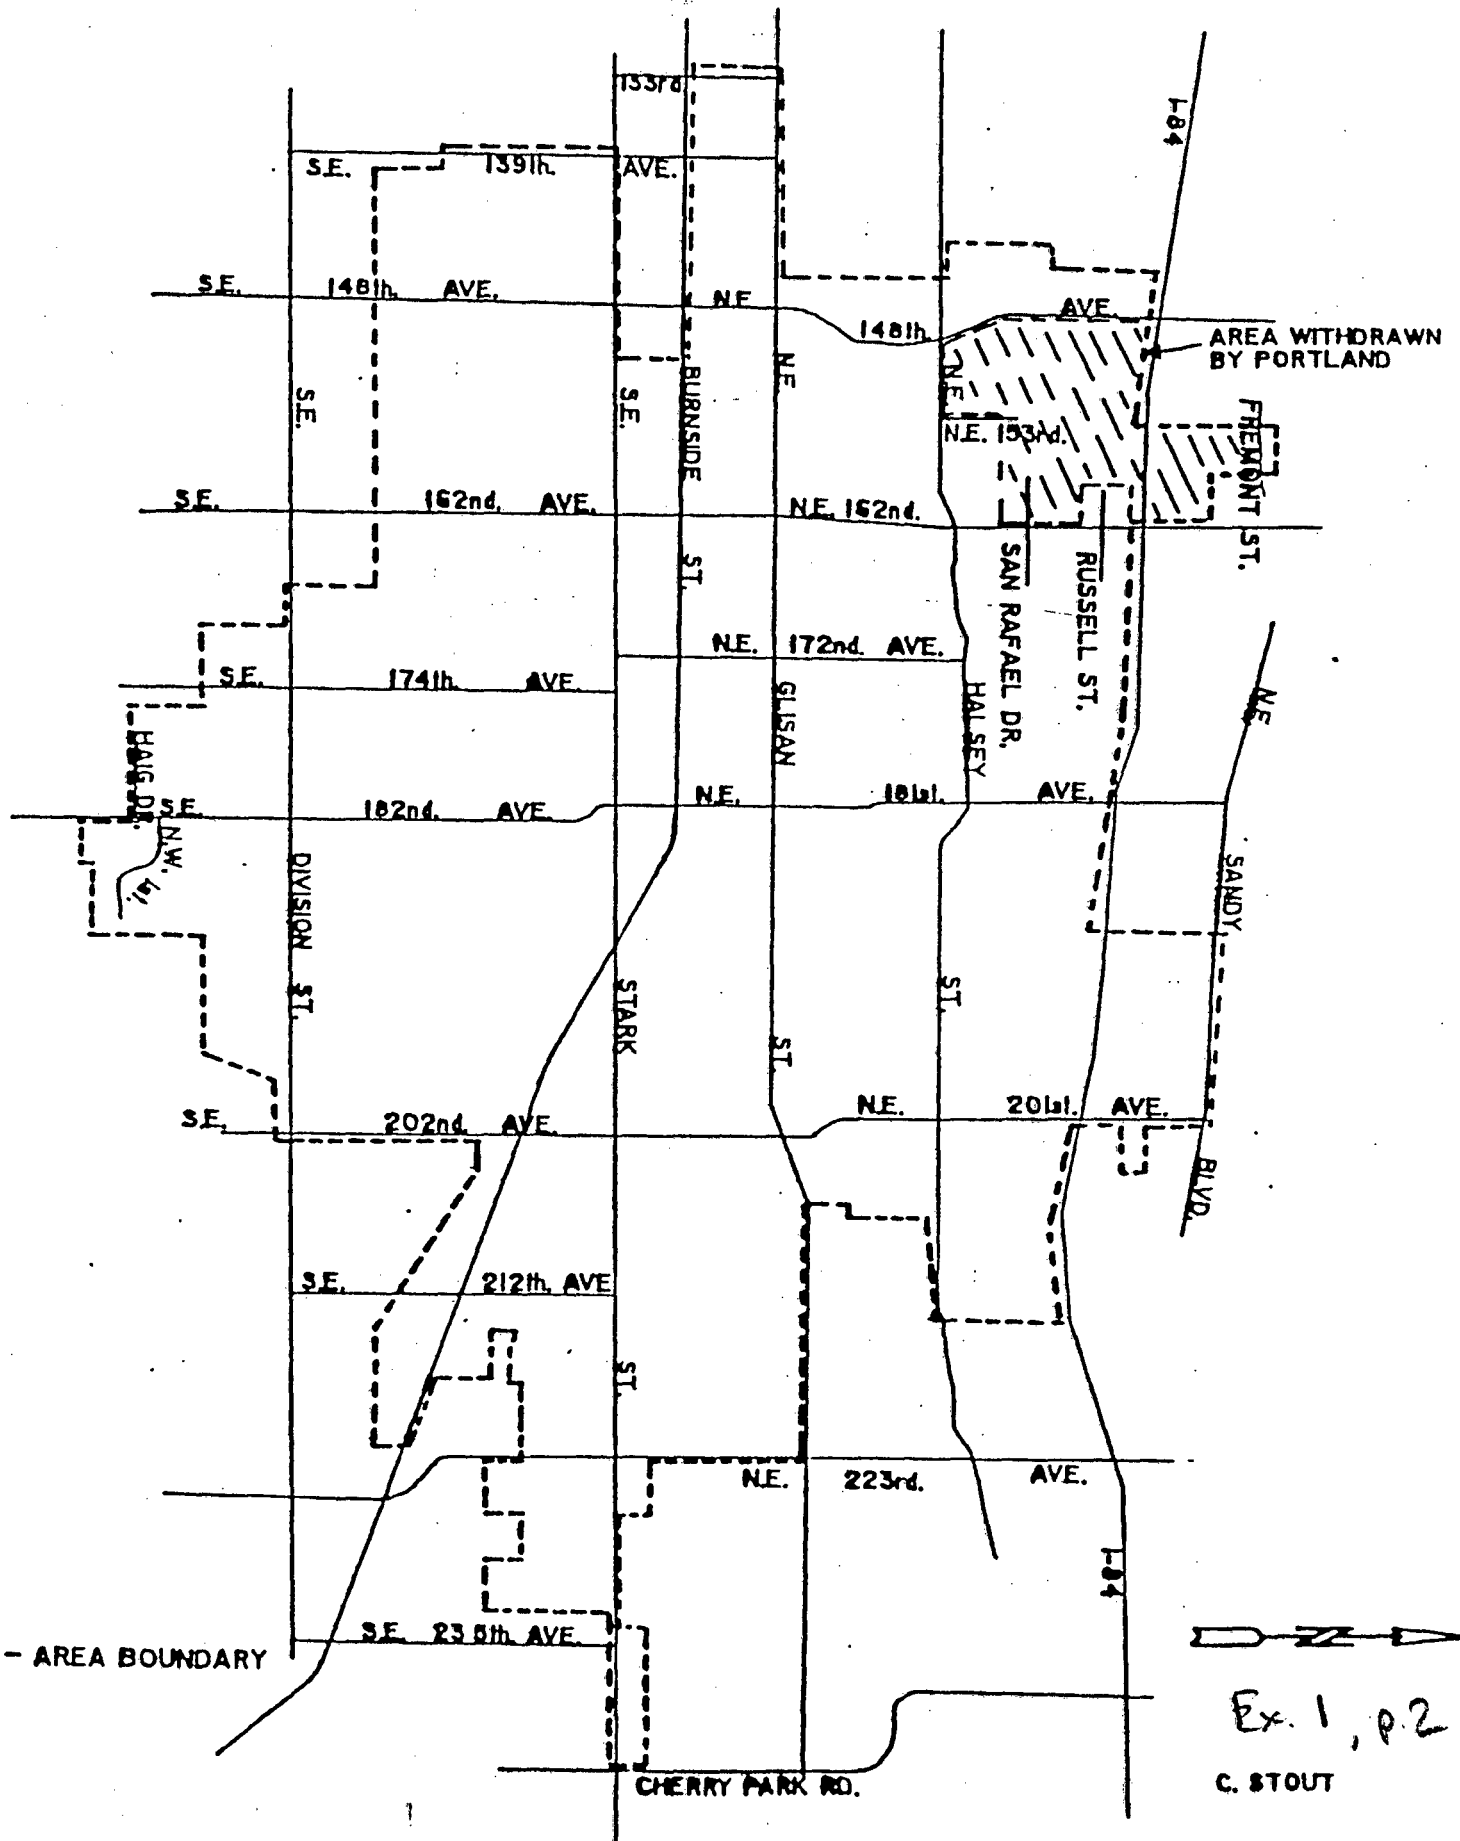 133rd
I-84
S.E. 139th. AVE.
S.E. 148th. AVE. N.E. 148th. AVE.
AREA WITHDRAWN
BY PORTLAND
S.E.
S.E.
BURNSIDE
N.E.
N.E.
N.E. 153rd.
FREMONT ST.
S.E. 162nd. AVE. N.E. 162nd.
ST.
SAN RAFAEL DR.
RUSSELL ST.
N.E. 172nd. AVE.
S.E. 174th. AVE.
GLISAN
HALSEY
N.E.
HAIG DR.
S.E. 182nd. AVE. N.E. 181st. AVE.
N.W. 1st.
DIVISION
SANDY
ST.
STARK
ST.
ST.
S.E. 202nd. AVE. N.E. 201st. AVE.
BLVD.
S.E. 212th. AVE
ST.
N.E. 223rd. AVE.
I-84
S.E. 235th. AVE.
- AREA BOUNDARY
N
Ex. 1, p.2
C. STOUT
CHERRY PARK RD.